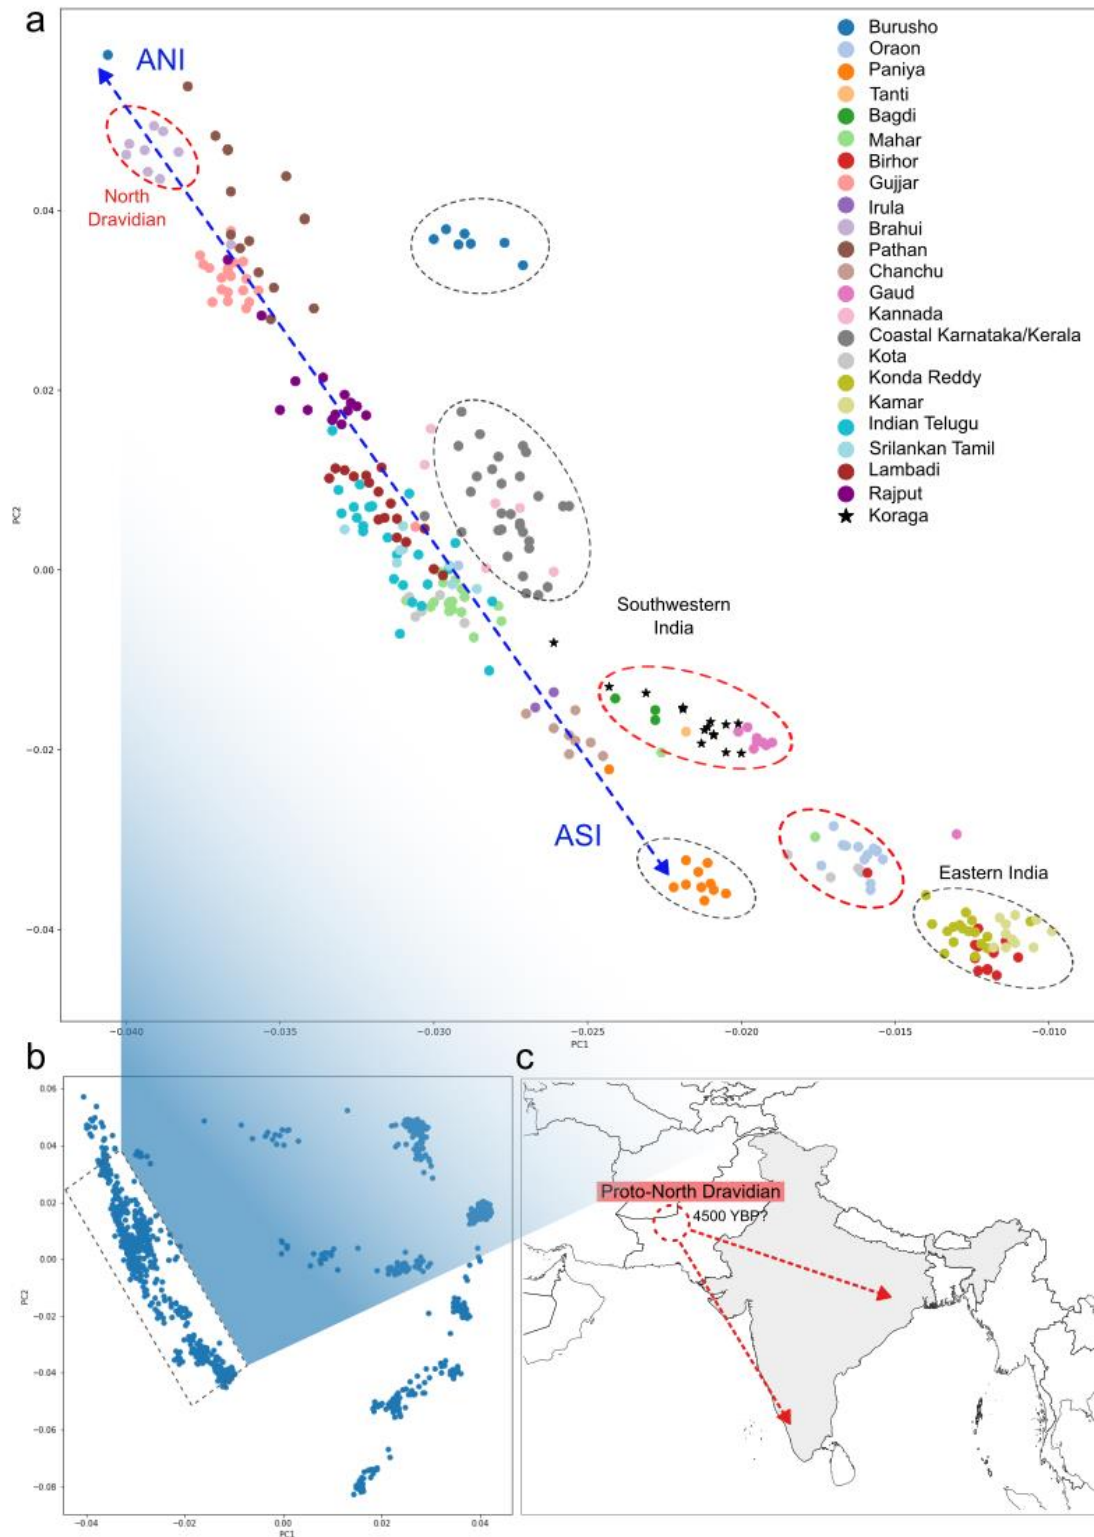 a
ANI
North
Dravidian
Burusho
Oraon
Paniya
Tanti
Bagdi
Mahar
Birhor
Gujjar
Irula
Brahui
Pathan
Chanchu
Gaud
Kannada
Coastal Karnataka/Kerala
Kota
Konda Reddy
Kamar
Indian Telugu
Srilankan Tamil
Lambadi
Rajput
Koraga
0.04
0.02
PC2
0.00
−0.02
−0.04
Southwestern
India
ASI
Eastern India
−0.040
−0.035
−0.030
−0.025
−0.020
−0.015
−0.010
PC1
b
0.06
0.04
0.02
0.00
−0.02
−0.04
−0.06
−0.08
PC2
−0.04
−0.02
0.00
0.02
0.04
PC1
c
Proto-North Dravidian
4500 YBP?